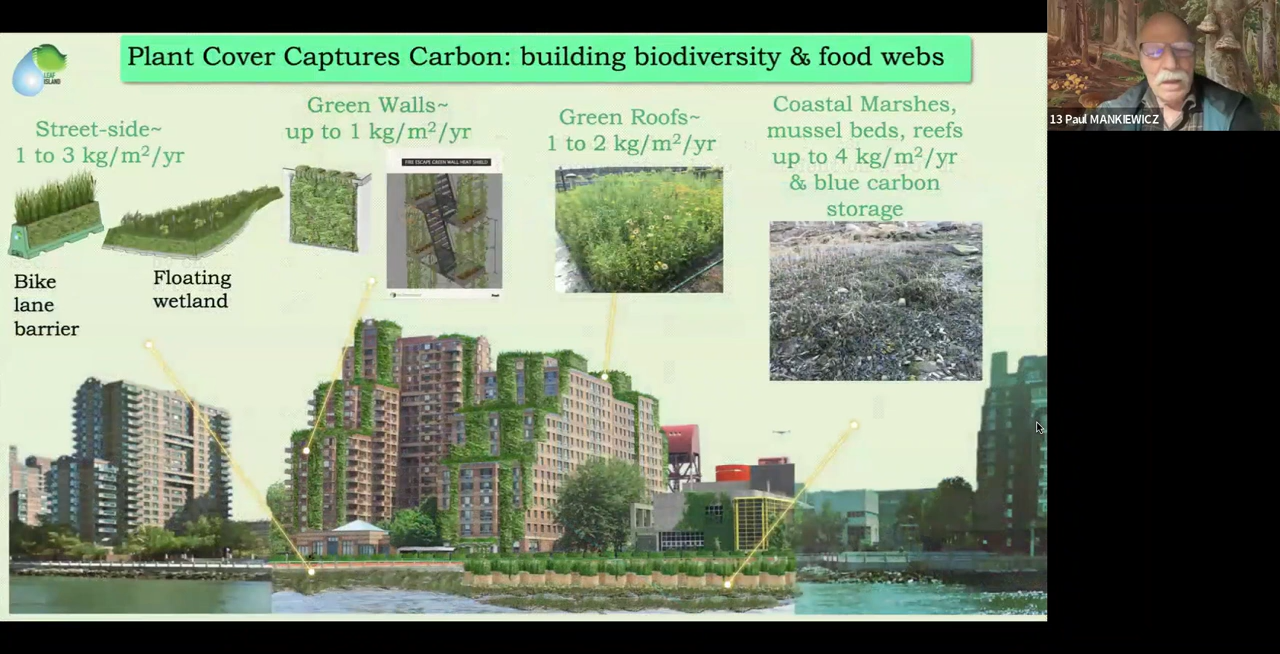 Plant Cover Captures Carbon: building biodiversity & food webs
LEAF
ISLAND
Street-side~
1 to 3 kg/m²/yr
Green Walls~
up to 1 kg/m²/yr
Green Roofs~
1 to 2 kg/m²/yr
Coastal Marshes,
mussel beds, reefs
up to 4 kg/m²/yr
& blue carbon
storage
FIRE ESCAPE GREEN WALL HEAT SHIELD
Bike
lane
barrier
Floating
wetland
13 Paul MANKIEWICZ